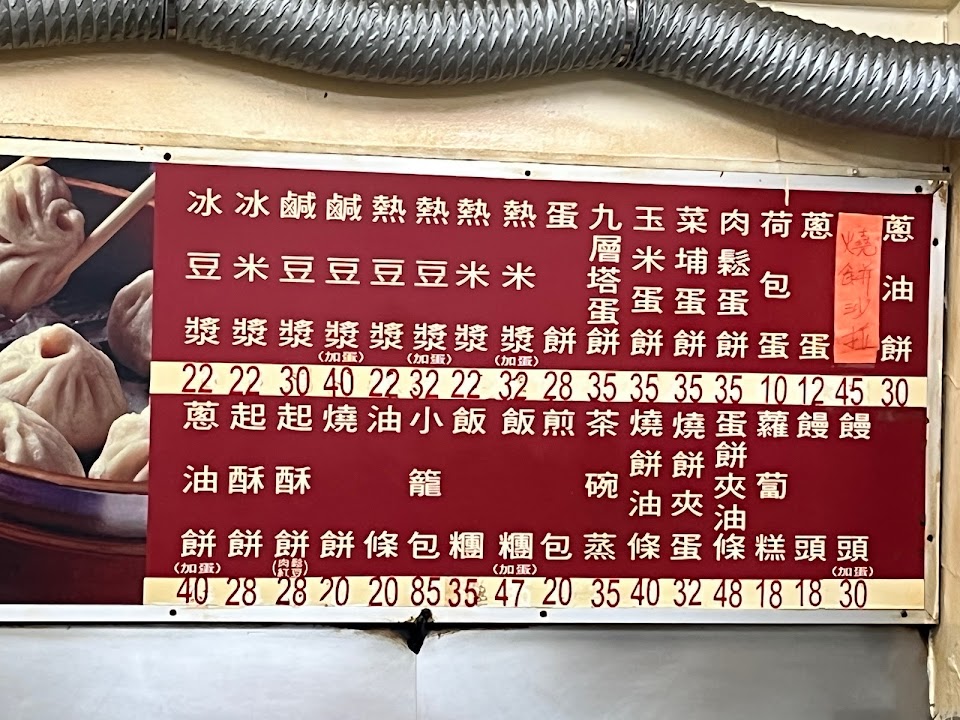 冰豆漿 22
冰米漿 22
鹹豆漿 30
鹹豆漿(加蛋) 40
熱豆漿 22
熱豆漿(加蛋) 32
熱米漿 22
熱米漿(加蛋) 32
蛋餅 28
九層塔蛋餅 35
玉米蛋餅 35
菜埔蛋餅 35
肉鬆蛋餅 35
荷包蛋 10
蔥蛋 12
燒餅沙拉 45
蔥油餅 30
蔥油餅(加蛋) 40
起酥餅 28
起酥餅(肉鬆紅豆) 28
燒餅 20
油條 20
小籠包 85
飯糰 35
飯糰(加蛋) 47
煎包 20
茶碗蒸 35
燒餅油條 40
燒餅夾蛋 32
蛋餅夾油條 48
蘿蔔糕 18
饅頭 18
饅頭(加蛋) 30